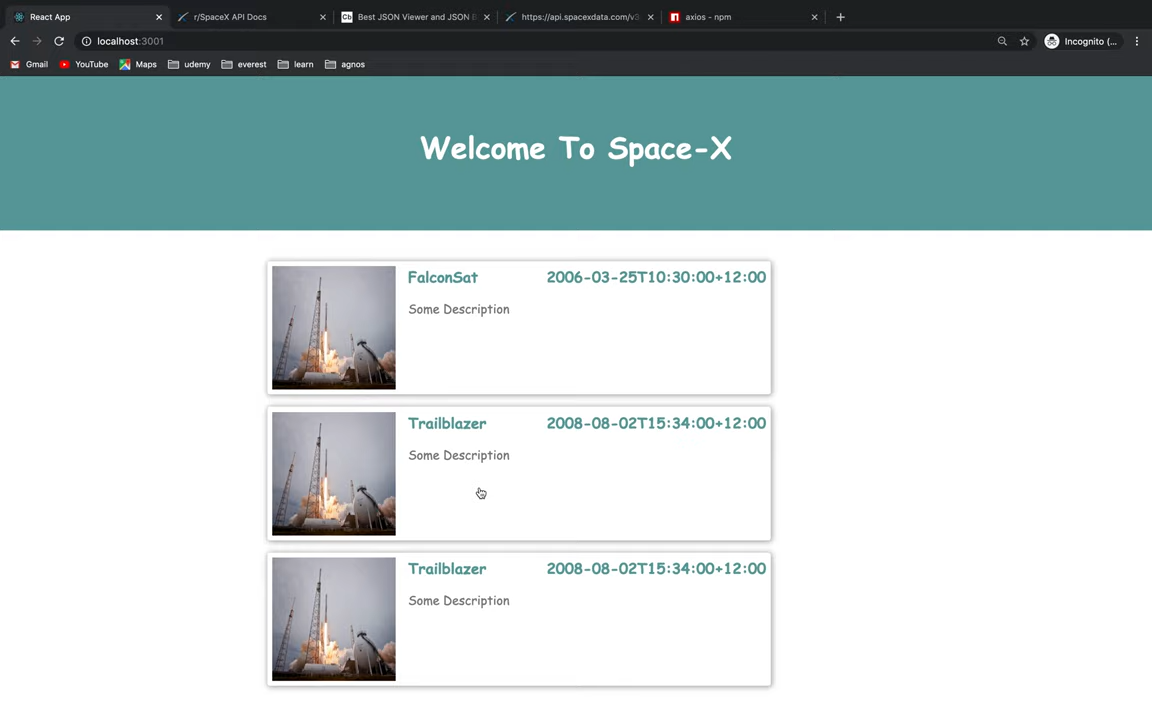 React App
r/SpaceX API Docs
Best JSON Viewer and JSON B
https://api.spacexdata.com/v3
axios - npm
localhost:3001
Incognito (...
Gmail
YouTube
Maps
udemy
everest
learn
agnos
Welcome To Space-X
FalconSat 2006-03-25T10:30:00+12:00
Some Description
Trailblazer 2008-08-02T15:34:00+12:00
Some Description
Trailblazer 2008-08-02T15:34:00+12:00
Some Description